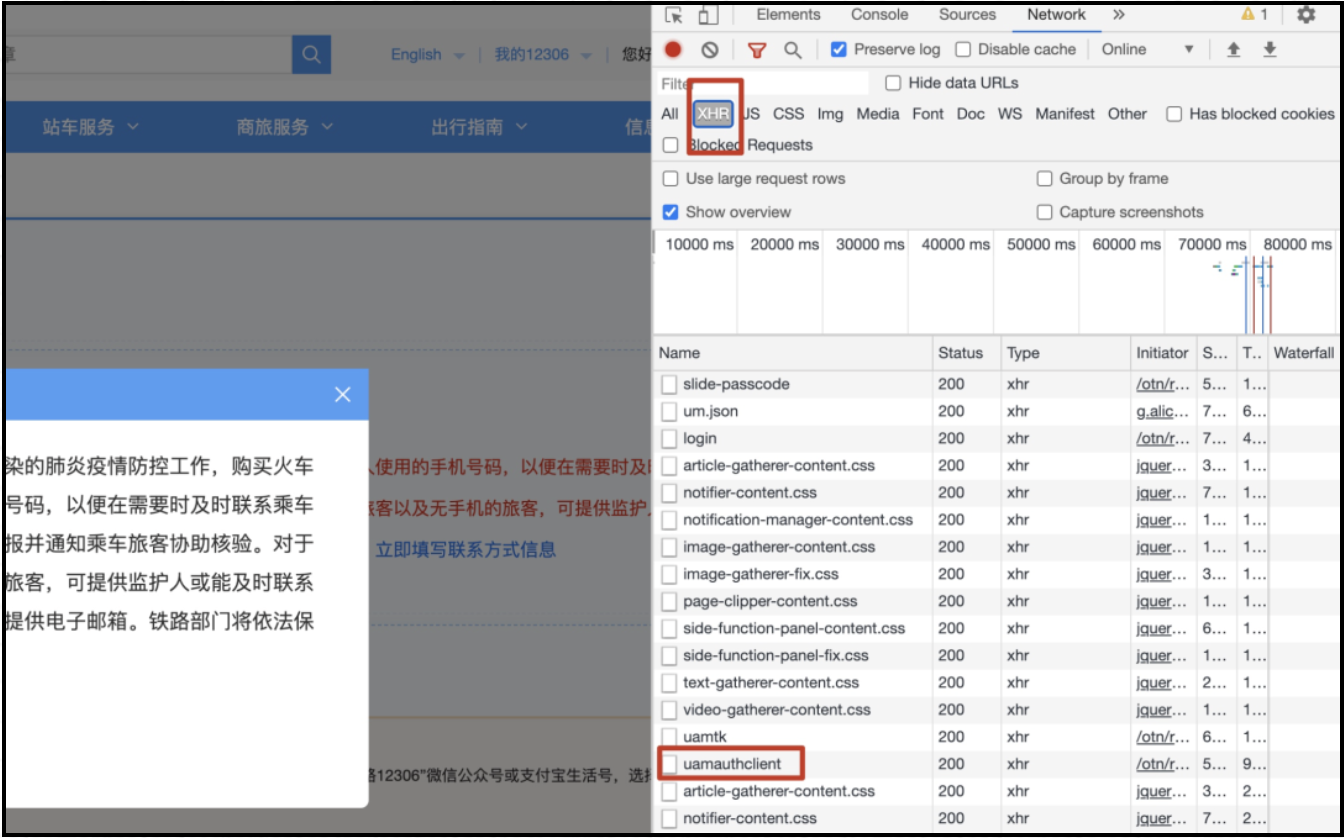 章
English
我的12306
您好
站车服务
商旅服务
出行指南
信息
染的肺炎疫情防控工作，购买火车
号码，以便在需要时及时联系乘车
报并通知乘车旅客协助核验。对于
旅客，可提供监护人或能及时联系
提供电子邮箱。铁路部门将依法保
人使用的手机号码，以便在需要时及时
旅客以及无手机的旅客，可提供监护人
立即填写联系方式信息
路12306"微信公众号或支付宝生活号，选择
Elements Console Sources Network » 1
Preserve log Disable cache Online
Filter Hide data URLs
All XHR JS CSS Img Media Font Doc WS Manifest Other Has blocked cookies
Blocked Requests
Use large request rows Group by frame
Show overview Capture screenshots
10000 ms 20000 ms 30000 ms 40000 ms 50000 ms 60000 ms 70000 ms 80000 ms
Name Status Type Initiator S... T.. Waterfall
slide-passcode 200 xhr /otn/r... 5... 1...
um.json 200 xhr g.alic... 7... 6...
login 200 xhr /otn/r... 7... 4...
article-gatherer-content.css 200 xhr jquer... 3... 1...
notifier-content.css 200 xhr jquer... 7... 1...
notification-manager-content.css 200 xhr jquer... 1... 1...
image-gatherer-content.css 200 xhr jquer... 1... 1...
image-gatherer-fix.css 200 xhr jquer... 3... 1...
page-clipper-content.css 200 xhr jquer... 1... 1...
side-function-panel-content.css 200 xhr jquer... 6... 1...
side-function-panel-fix.css 200 xhr jquer... 1... 1...
text-gatherer-content.css 200 xhr jquer... 2... 1...
video-gatherer-content.css 200 xhr jquer... 1... 1...
uamtk 200 xhr /otn/r... 6... 1...
uamauthclient 200 xhr /otn/r... 5... 9...
article-gatherer-content.css 200 xhr jquer... 3... 2...
notifier-content.css 200 xhr jquer... 7... 2...